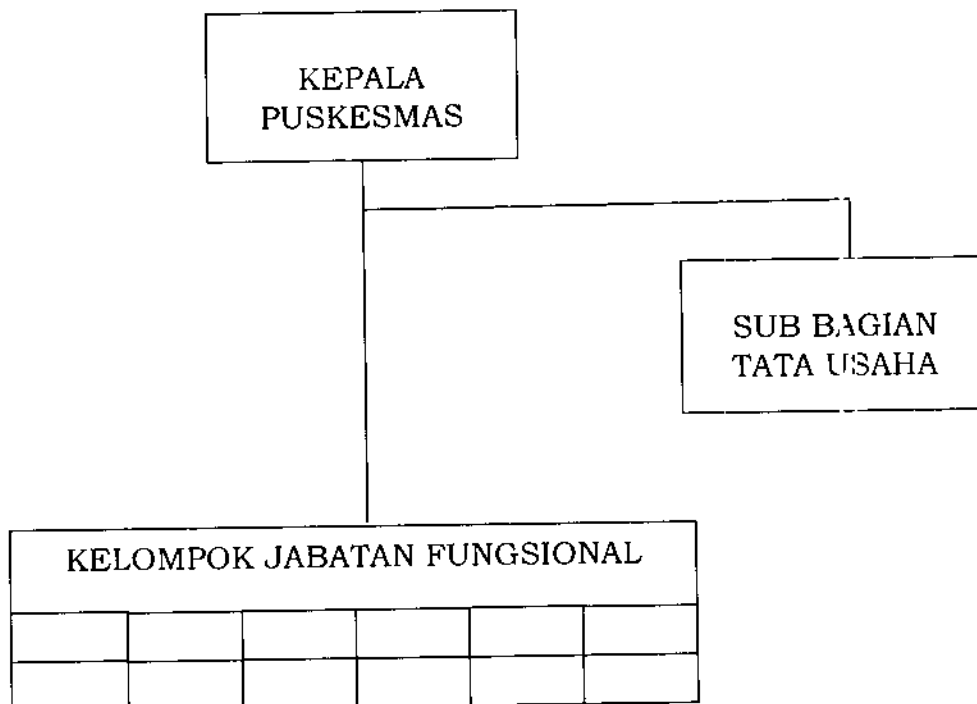 KEPALA
PUSKESMAS
SUB BAGIAN
TATA USAHA
KELOMPOK JABATAN FUNGSIONAL